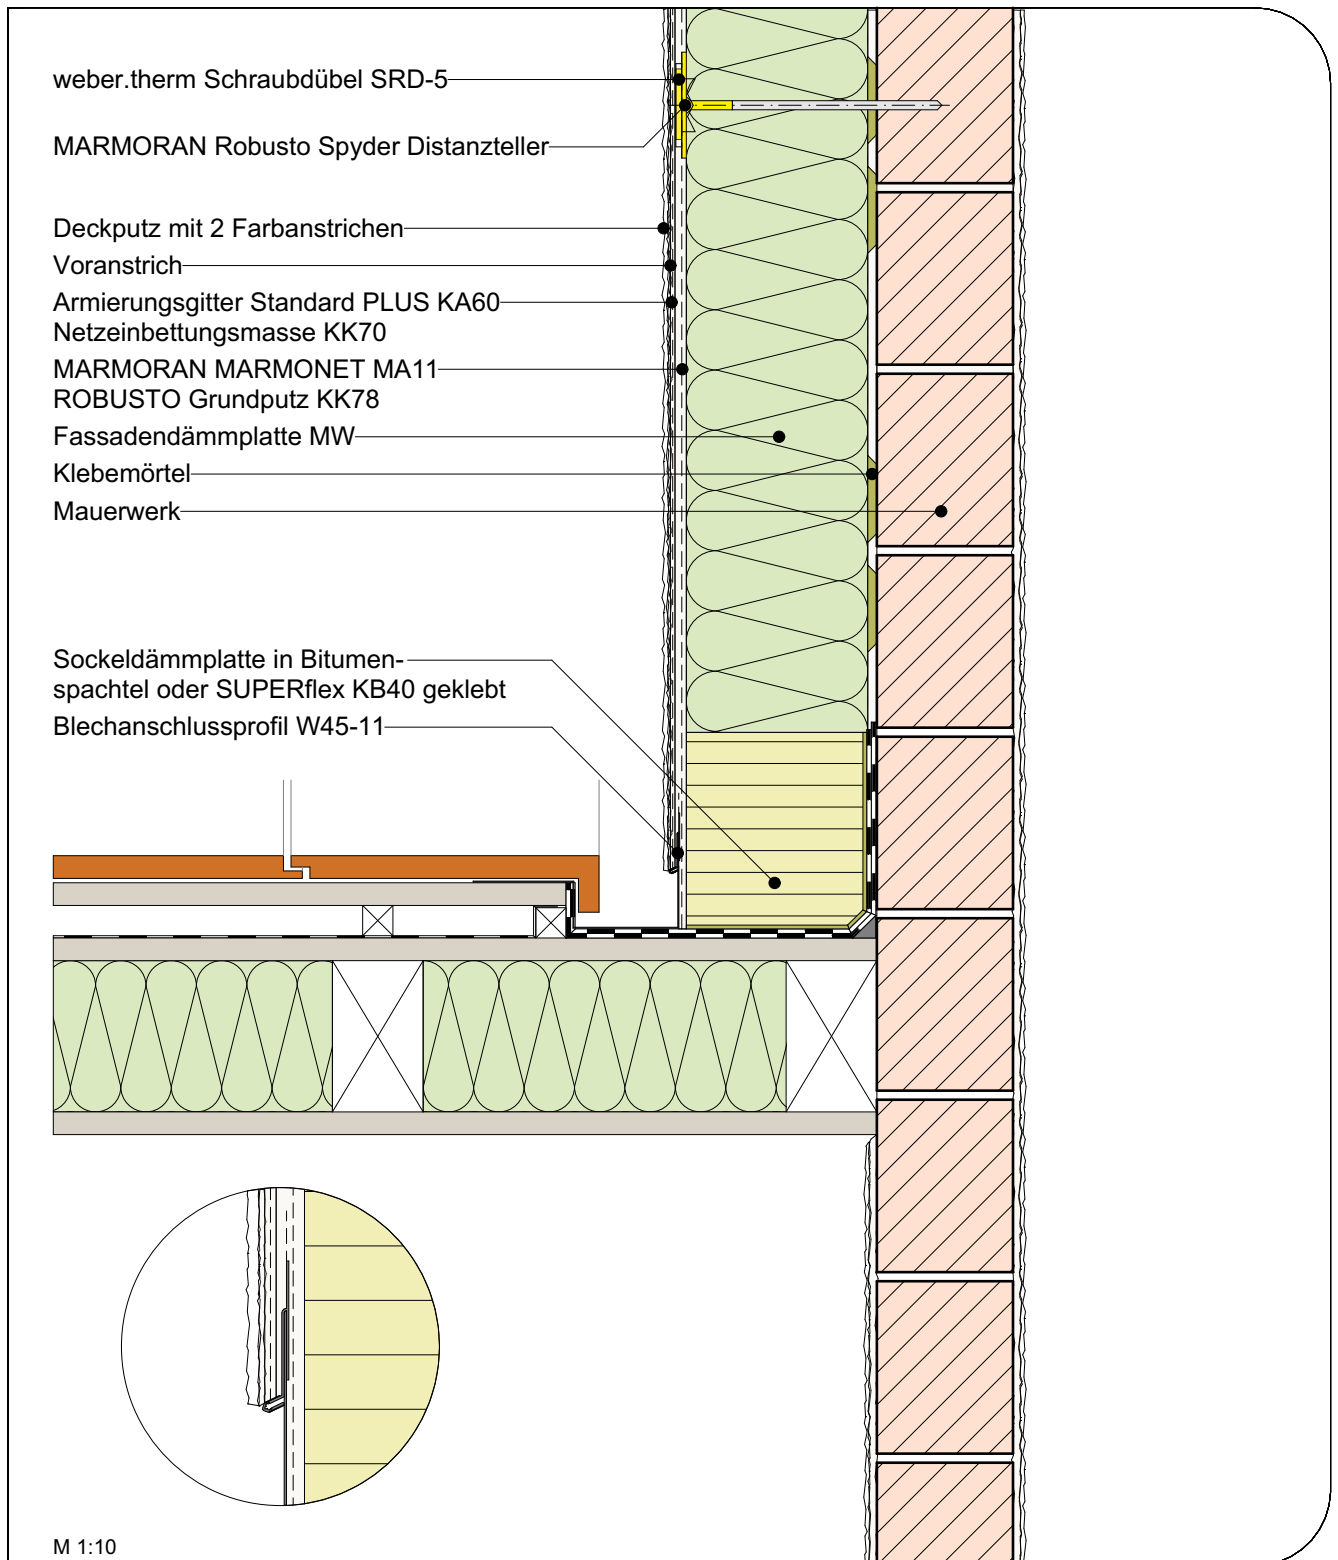 weber.therm Schraubdübel SRD-5
MARMORAN Robusto Spyder Distanzteller
Deckputz mit 2 Farbanstrichen
Voranstrich
Armierungsgitter Standard PLUS KA60
Netzeinbettungsmasse KK70
MARMORAN MARMONET MA11
ROBUSTO Grundputz KK78
Fassadendämmplatte MW
Klebemörtel
Mauerwerk
Sockeldämmplatte in Bitumen-
spachtel oder SUPERflex KB40 geklebt
Blechanschlussprofil W45-11
M 1:10